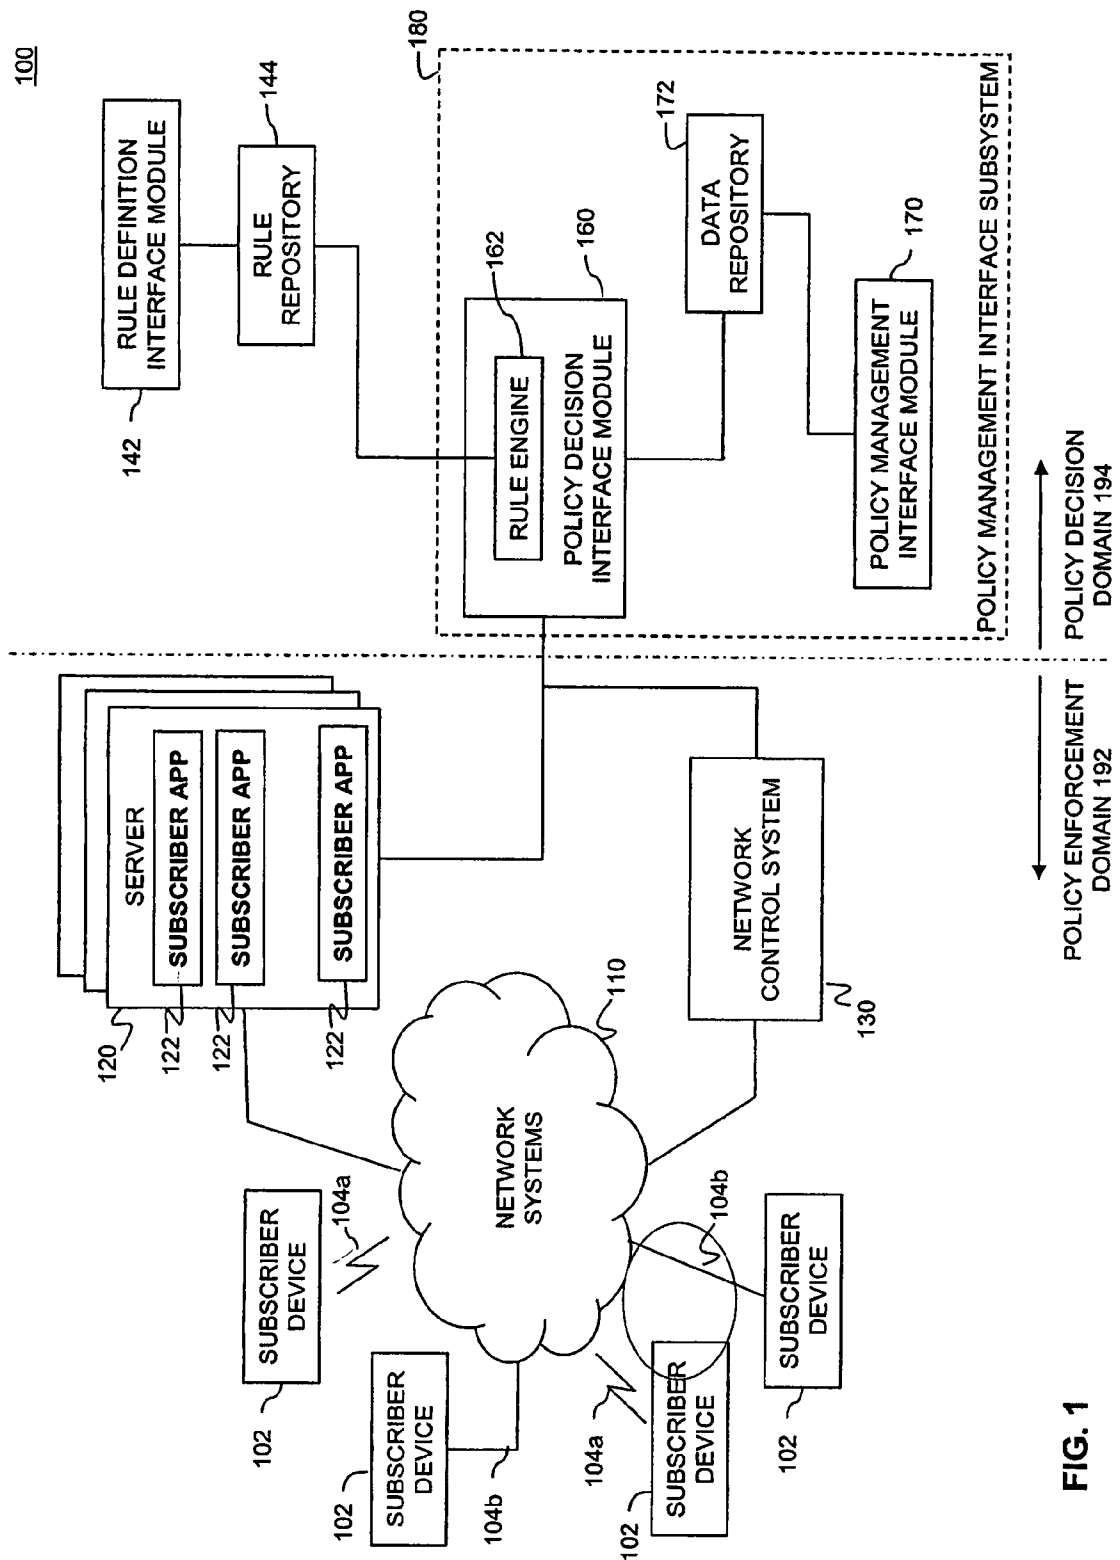 100
RULE DEFINITION
INTERFACE MODULE
142
RULE
REPOSITORY
144
180
RULE ENGINE
162
POLICY DECISION
INTERFACE MODULE
160
DATA
REPOSITORY
172
POLICY MANAGEMENT
INTERFACE MODULE
170
POLICY MANAGEMENT INTERFACE SUBSYSTEM
SERVER
SUBSCRIBER APP
SUBSCRIBER APP
SUBSCRIBER APP
120
122
122
122
NETWORK
SYSTEMS
110
NETWORK
CONTROL SYSTEM
130
SUBSCRIBER
DEVICE
102
104a
SUBSCRIBER
DEVICE
102
104b
SUBSCRIBER
DEVICE
102
104a
SUBSCRIBER
DEVICE
102
104b
POLICY ENFORCEMENT
DOMAIN 192
POLICY DECISION
DOMAIN 194
FIG. 1